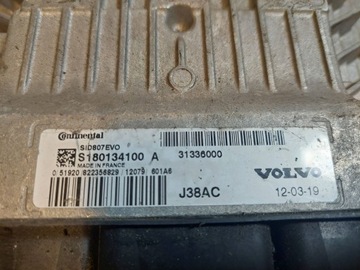 Continental
SID807EVO
S180134100 A 31336000
MADE IN FRANCE
0 51920 822356829 12079 601A6
VOLVO
J38AC 12-03-19